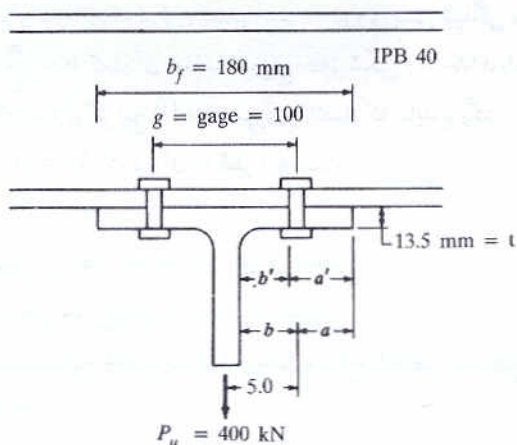 IPB 40
b_f = 180 mm
g = gage = 100
13.5 mm = t
b' a'
b a
5.0
P_u = 400 kN